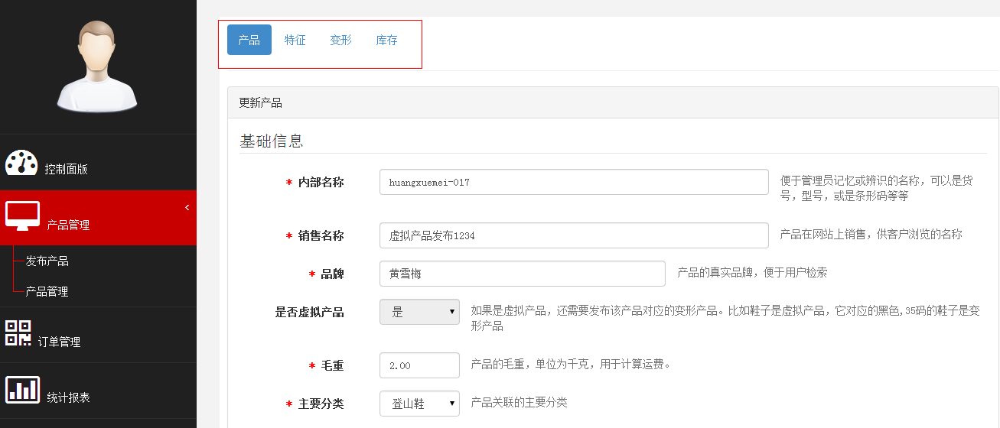 产品 特征 变形 库存
控制面版
产品管理
发布产品
产品管理
订单管理
统计报表
更新产品
基础信息
* 内部名称 huangxuemei-017 便于管理员记忆或辨识的名称，可以是货
号，型号，或是条形码等等
* 销售名称 虚拟产品发布1234 产品在网站上销售，供客户浏览的名称
* 品牌 黄雪梅 产品的真实品牌，便于用户检索
是否虚拟产品 是 如果是虚拟产品，还需要发布该产品对应的变形产品。比如鞋子是虚拟产品，它对应的黑色,35码的鞋子是变
形产品
* 毛重 2.00 产品的毛重，单位为千克，用于计算运费。
* 主要分类 登山鞋 产品关联的主要分类